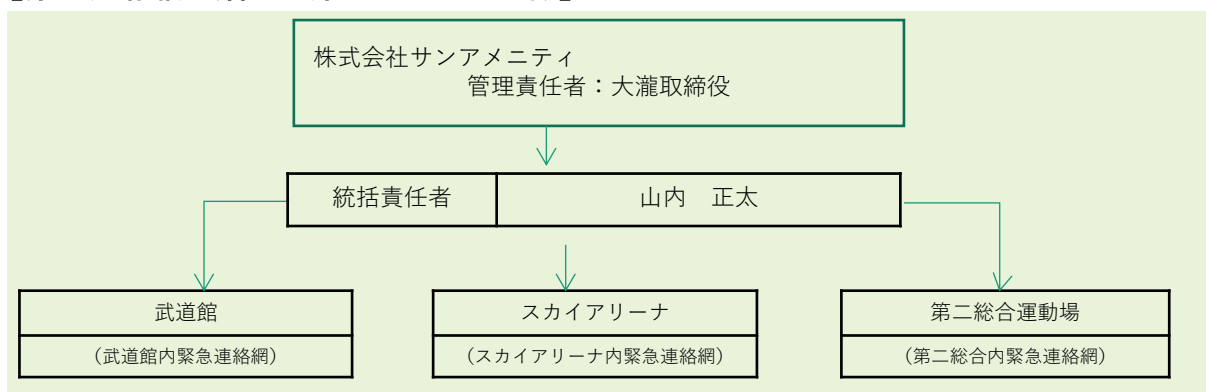 株式会社サンアメニティ
管理責任者：大瀧取締役
統括責任者 山内　正太
武道館 スカイアリーナ 第二総合運動場
（武道館内緊急連絡網） （スカイアリーナ内緊急連絡網） （第二総合内緊急連絡網）